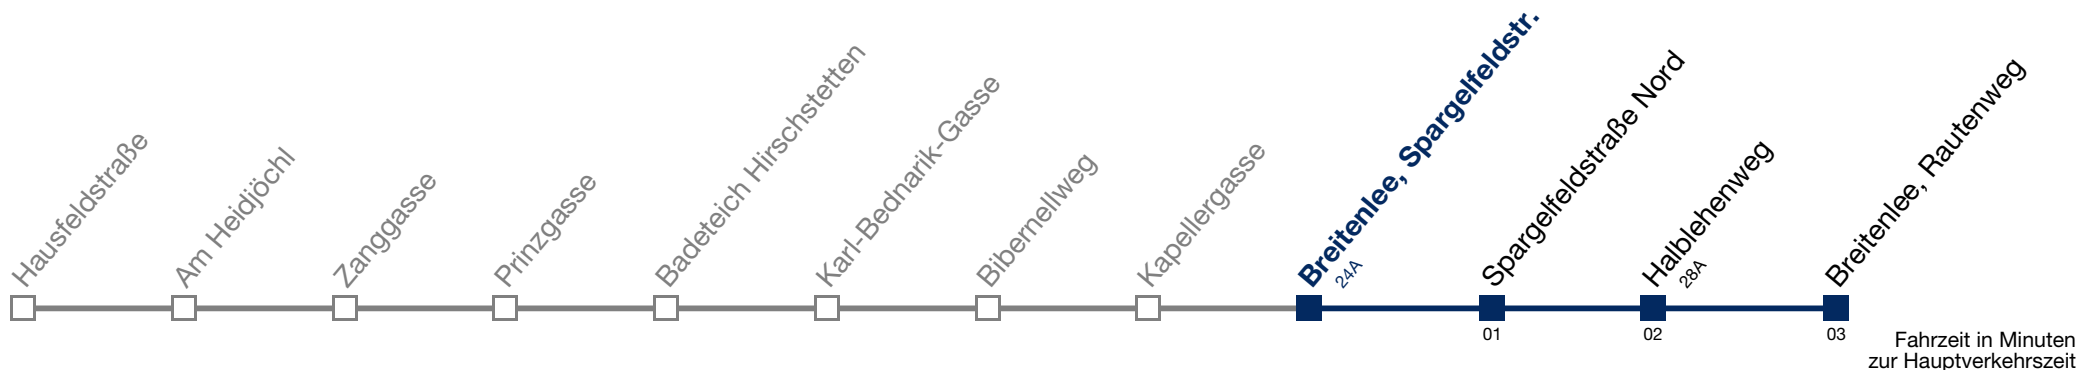 Hausfeldstraße
Am Heidjöchl
Zanggasse
Prinzgasse
Badeteich Hirschstetten
Karl-Bednarik-Gasse
Bibernellweg
Kapellergasse
Breitenlee, Spargelfeldstr.
24A
Spargelfeldstraße Nord
Halblehenweg
28A
Breitenlee, Rautenweg
01
02
03
Fahrzeit in Minuten
zur Hauptverkehrszeit